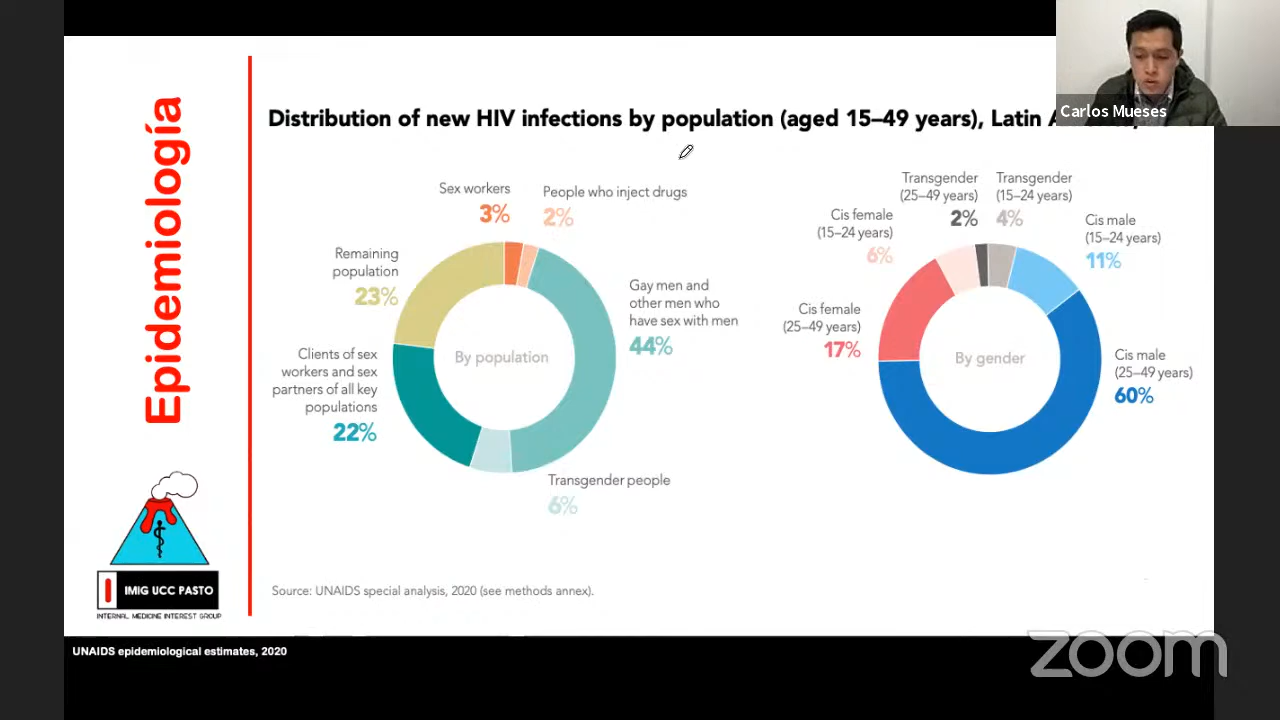 Epidemiología
Distribution of new HIV infections by population (aged 15–49 years), Latin
Carlos Mueses
Sex workers
3%
People who inject drugs
2%
Remaining
population
23%
Gay men and
other men who
have sex with men
44%
Clients of sex
workers and sex
partners of all key
populations
22%
Transgender people
6%
By population
Transgender
(25–49 years)
2%
Transgender
(15–24 years)
4%
Cis female
(15–24 years)
6%
Cis male
(15–24 years)
11%
Cis female
(25–49 years)
17%
Cis male
(25–49 years)
60%
By gender
IMIG UCC PASTO
INTERNAL MEDICINE INTEREST GROUP
Source: UNAIDS special analysis, 2020 (see methods annex).
UNAIDS epidemiological estimates, 2020
zoom